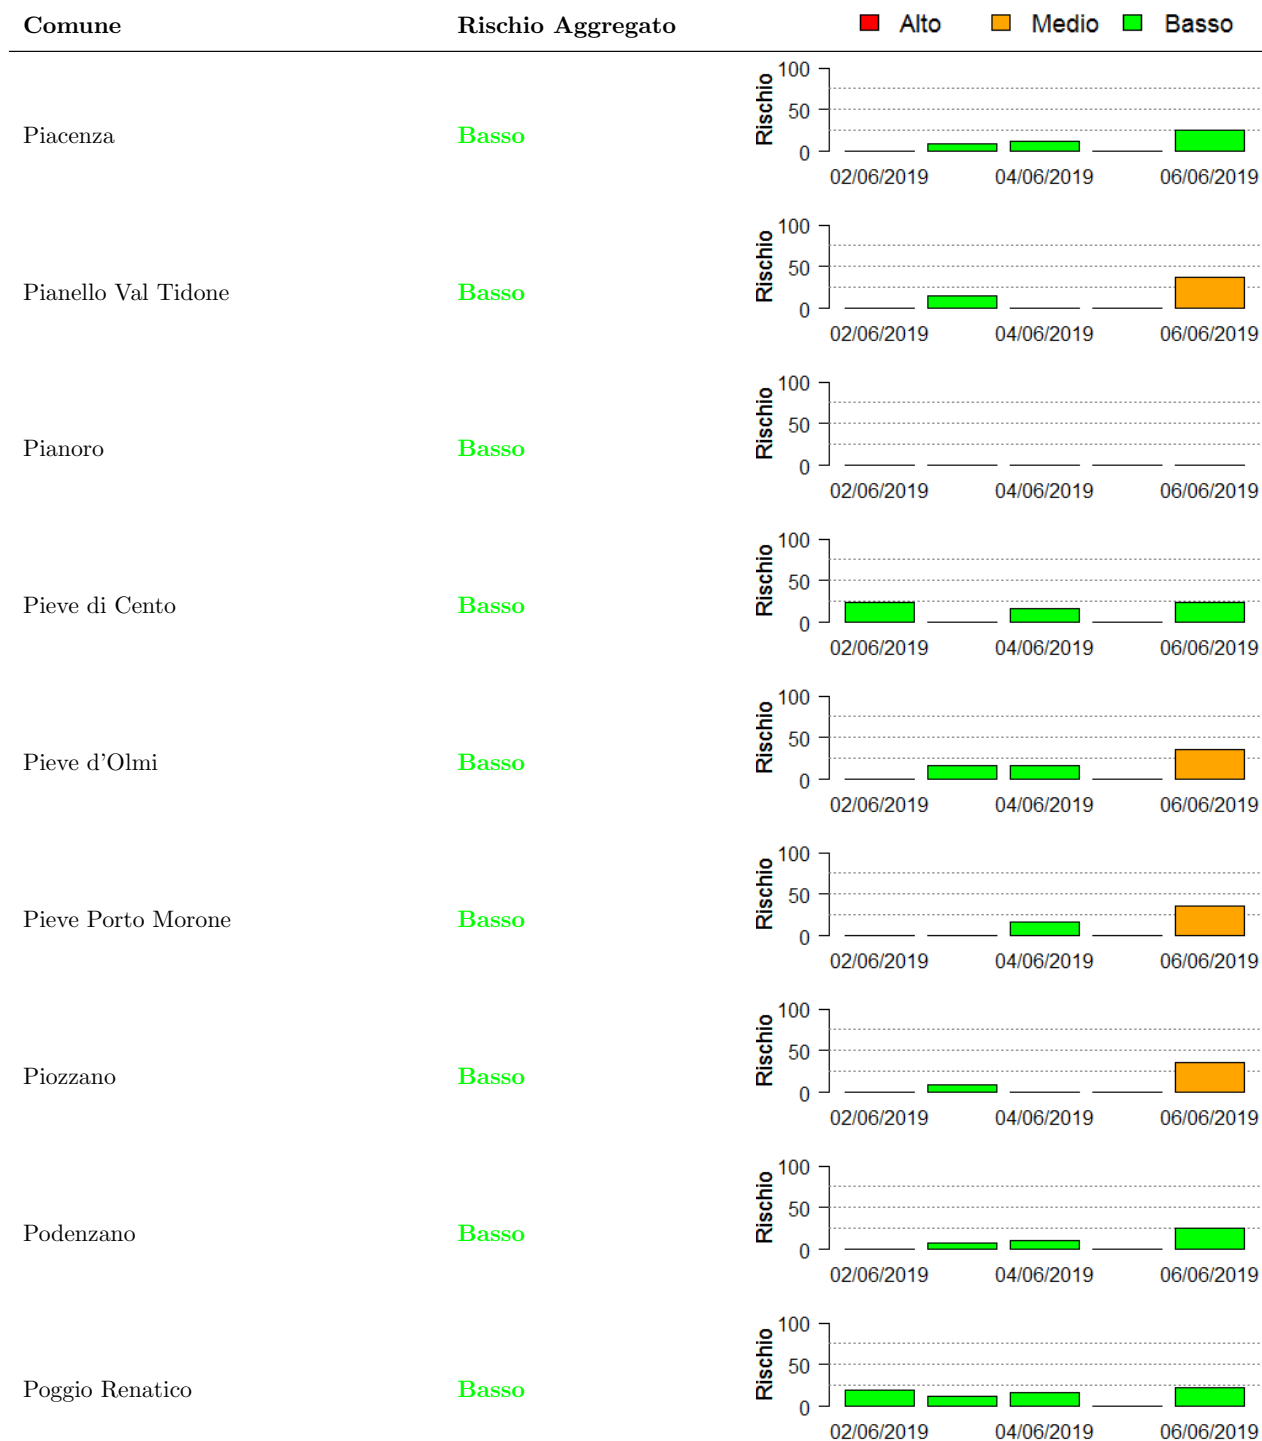 Comune Rischio Aggregato Alto Medio Basso
Piacenza Basso Rischio 100 50 0
02/06/2019 04/06/2019 06/06/2019
Pianello Val Tidone Basso Rischio 100 50 0
02/06/2019 04/06/2019 06/06/2019
Pianoro Basso Rischio 100 50 0
02/06/2019 04/06/2019 06/06/2019
Pieve di Cento Basso Rischio 100 50 0
02/06/2019 04/06/2019 06/06/2019
Pieve d'Olmi Basso Rischio 100 50 0
02/06/2019 04/06/2019 06/06/2019
Pieve Porto Morone Basso Rischio 100 50 0
02/06/2019 04/06/2019 06/06/2019
Piozzano Basso Rischio 100 50 0
02/06/2019 04/06/2019 06/06/2019
Podenzano Basso Rischio 100 50 0
02/06/2019 04/06/2019 06/06/2019
Poggio Renatico Basso Rischio 100 50 0
02/06/2019 04/06/2019 06/06/2019